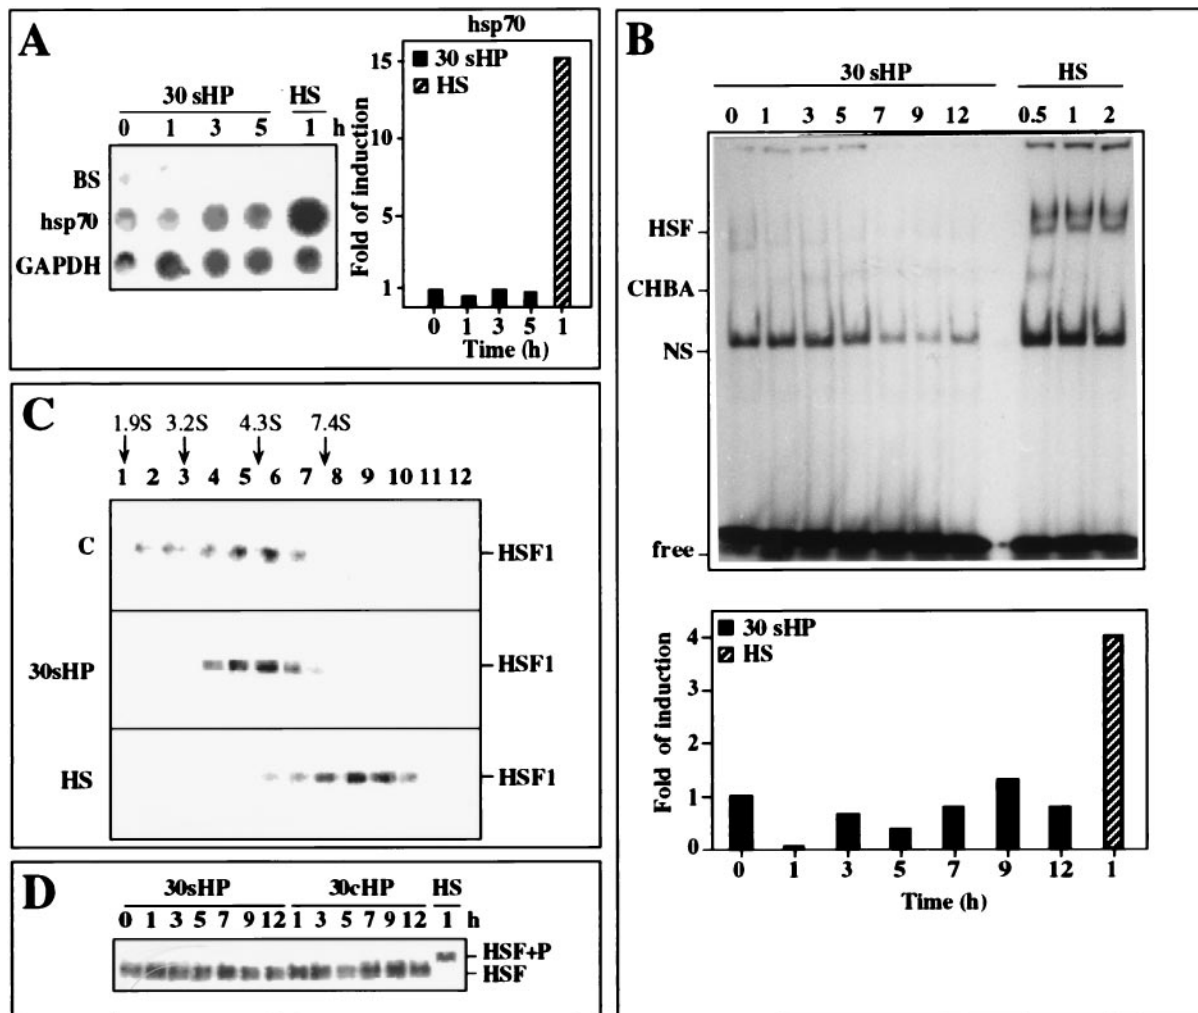 A
30 sHP HS
0 1 3 5 1 h
BS
hsp70
GAPDH
hsp70
30 sHP
HS
Fold of induction
15
10
5
1
0 1 3 5 1
Time (h)
B
30 sHP HS
0 1 3 5 7 9 12 0.5 1 2
HSF
CHBA
NS
free
30 sHP
HS
Fold of induction
4
3
2
1
0
0 1 3 5 7 9 12 1
Time (h)
C
1.9S 3.2S 4.3S 7.4S
1 2 3 4 5 6 7 8 9 10 11 12
C HSF1
30sHP HSF1
HS HSF1
D
30sHP 30cHP HS
0 1 3 5 7 9 12 1 3 5 7 9 12 1 h
HSF+P
HSF